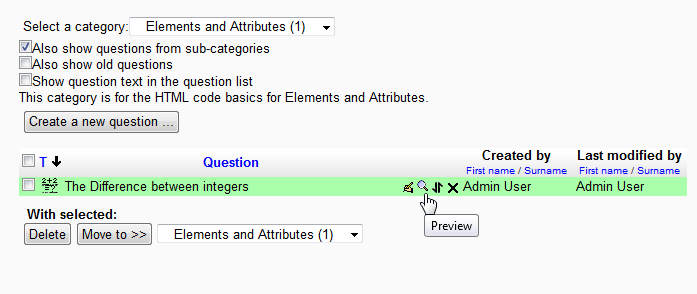 Select a category: Elements and Attributes (1)
Also show questions from sub-categories
Also show old questions
Show question text in the question list
This category is for the HTML code basics for Elements and Attributes.
Create a new question ...
T Question Created by Last modified by
First name / Surname First name / Surname
2+2 The Difference between integers Admin User Admin User
With selected:
Delete Move to >> Elements and Attributes (1)
Preview